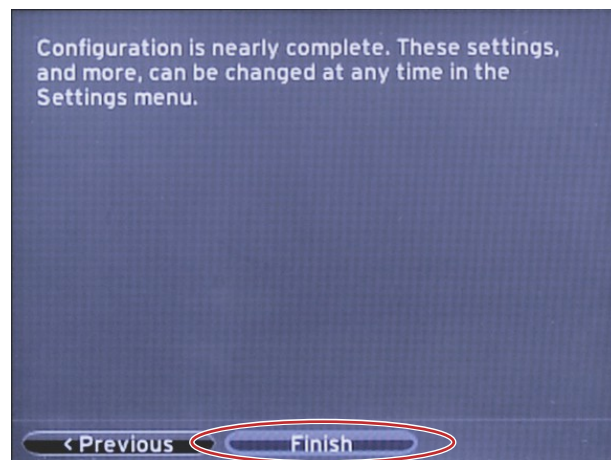 Configuration is nearly complete. These settings,
and more, can be changed at any time in the
Settings menu.
< Previous
Finish